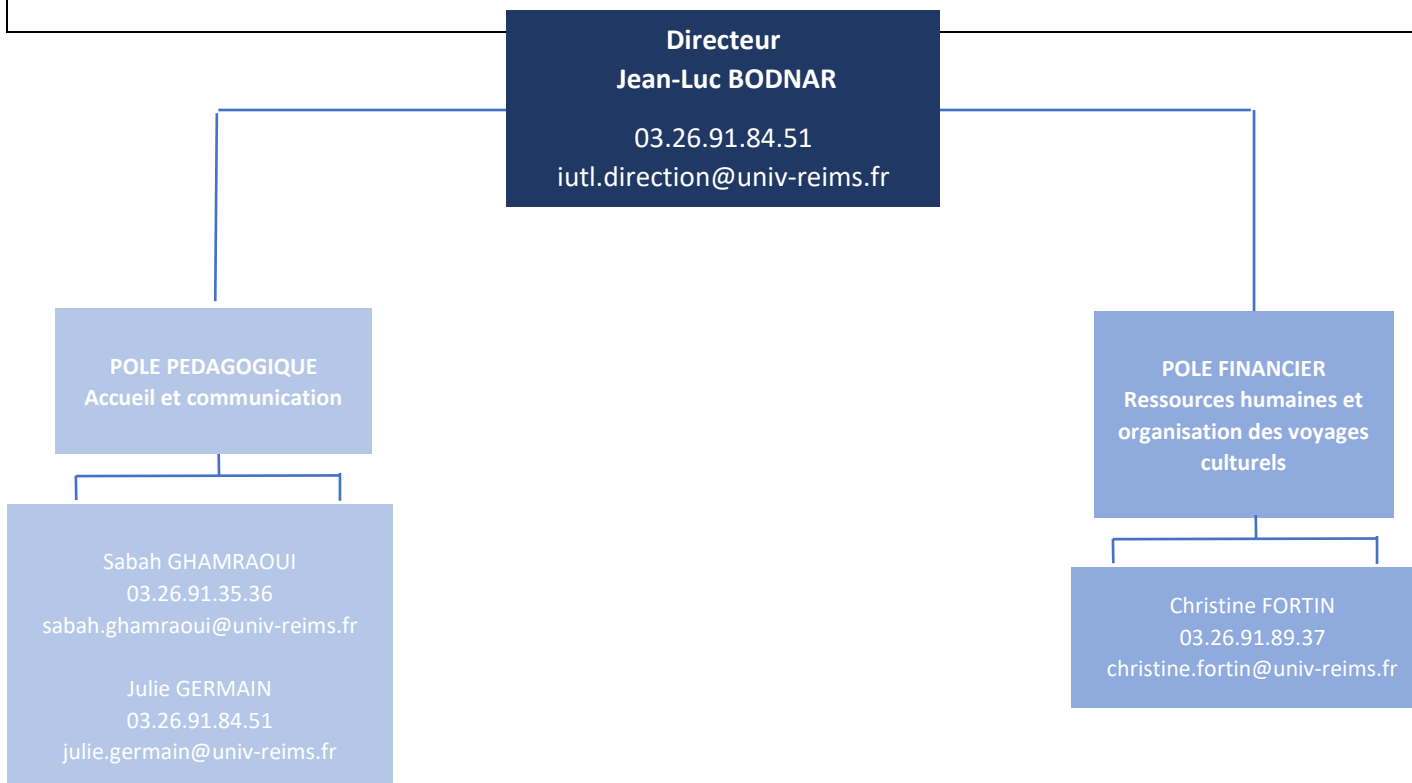 Directeur
Jean-Luc BODNAR
03.26.91.84.51
iutl.direction@univ-reims.fr
POLE PEDAGOGIQUE
Accueil et communication
Sabah GHAMRAOUI
03.26.91.35.36
sabah.ghamraoui@univ-reims.fr
Julie GERMAIN
03.26.91.84.51
julie.germain@univ-reims.fr
POLE FINANCIER
Ressources humaines et
organisation des voyages
culturels
Christine FORTIN
03.26.91.89.37
christine.fortin@univ-reims.fr